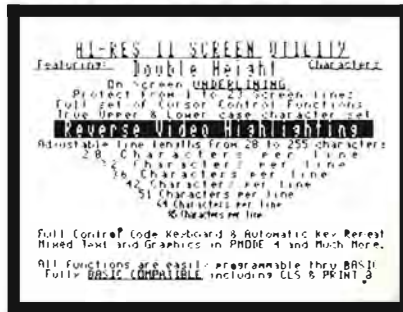 HI-RES II SCREEN UTILITY
Featuring: Double Height Characters
On Screen UNDERLINING
Protect from 1 to 23 screen lines
Full set of Cursor Control Functions
True Upper & Lower case character set
Reverse Video Highlighting
Adjustable line lengths from 28 to 255 characters
28 Characters per line
32 Characters per line
36 Characters per line
42 Characters per line
51 Characters per line
64 Characters per line
85 Characters per line
Full Control Code Keyboard & Automatic Key Repeat
Mixed Text and Graphics in PMODE 4 and Much More.
All functions are easily programmable thru BASIC
Fully BASIC COMPATIBLE including CLS & PRINT @